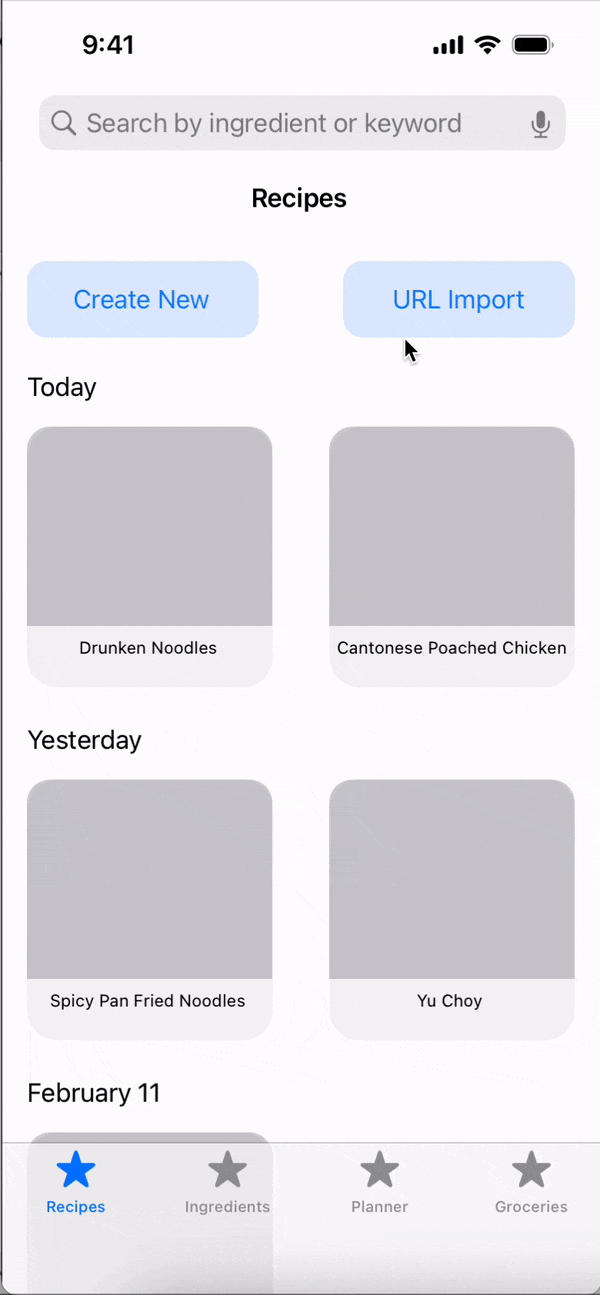 9:41
Search by ingredient or keyword
Recipes
Create New URL Import
Today
Drunken Noodles Cantonese Poached Chicken
Yesterday
Spicy Pan Fried Noodles Yu Choy
February 11
Recipes Ingredients Planner Groceries